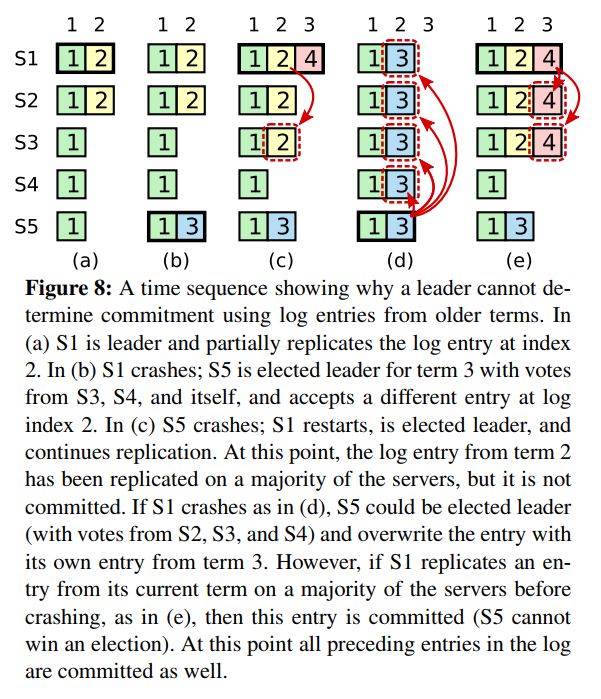 1 2 1 2 1 2 3 1 2 3 1 2 3
S1 1 2 1 2 1 2 4 1 3 1 2 4
S2 1 2 1 2 1 2 1 3 1 2 4
S3 1 1 1 2 1 3 1 2 4
S4 1 1 1 1 3 1
S5 1 1 3 1 3 1 3 1 3
(a) (b) (c) (d) (e)
Figure 8: A time sequence showing why a leader cannot de-
termine commitment using log entries from older terms. In
(a) S1 is leader and partially replicates the log entry at index
2. In (b) S1 crashes; S5 is elected leader for term 3 with votes
from S3, S4, and itself, and accepts a different entry at log
index 2. In (c) S5 crashes; S1 restarts, is elected leader, and
continues replication. At this point, the log entry from term 2
has been replicated on a majority of the servers, but it is not
committed. If S1 crashes as in (d), S5 could be elected leader
(with votes from S2, S3, and S4) and overwrite the entry with
its own entry from term 3. However, if S1 replicates an en-
try from its current term on a majority of the servers before
crashing, as in (e), then this entry is committed (S5 cannot
win an election). At this point all preceding entries in the log
are committed as well.